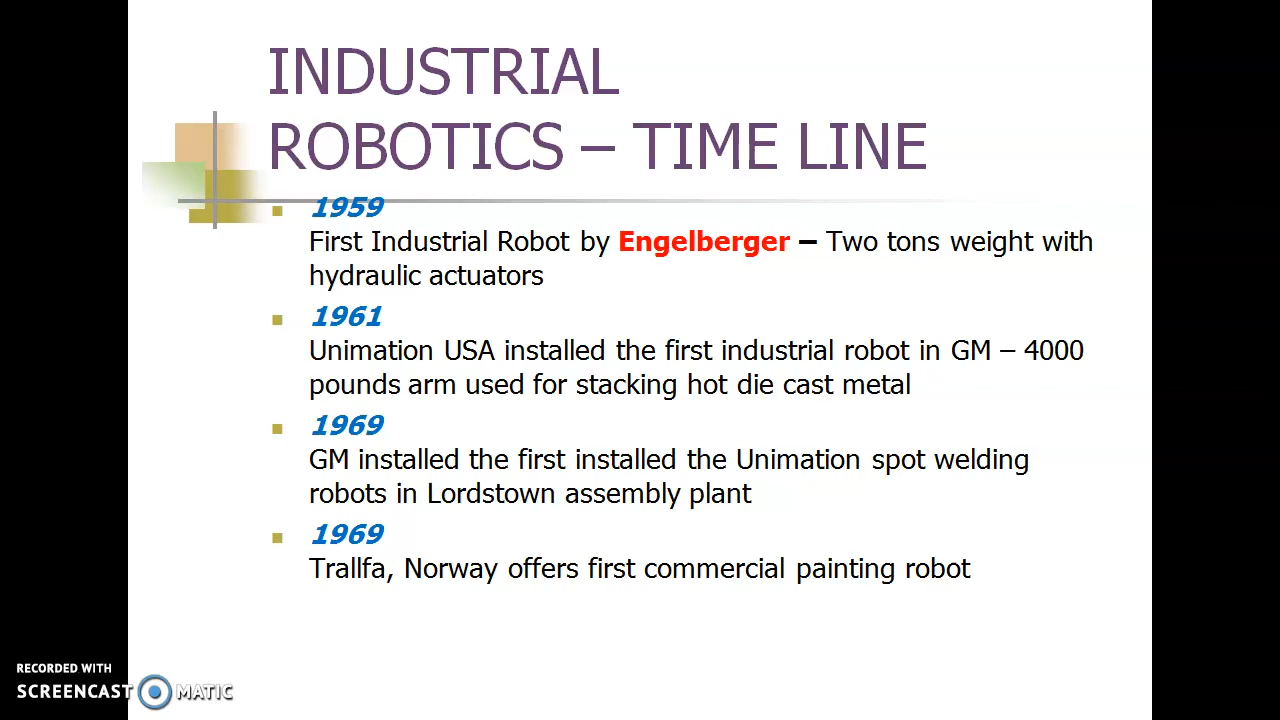 INDUSTRIAL
ROBOTICS – TIME LINE
1959
First Industrial Robot by Engelberger – Two tons weight with
hydraulic actuators
1961
Unimation USA installed the first industrial robot in GM – 4000
pounds arm used for stacking hot die cast metal
1969
GM installed the first installed the Unimation spot welding
robots in Lordstown assembly plant
1969
Trallfa, Norway offers first commercial painting robot
RECORDED WITH
SCREENCAST MATIC